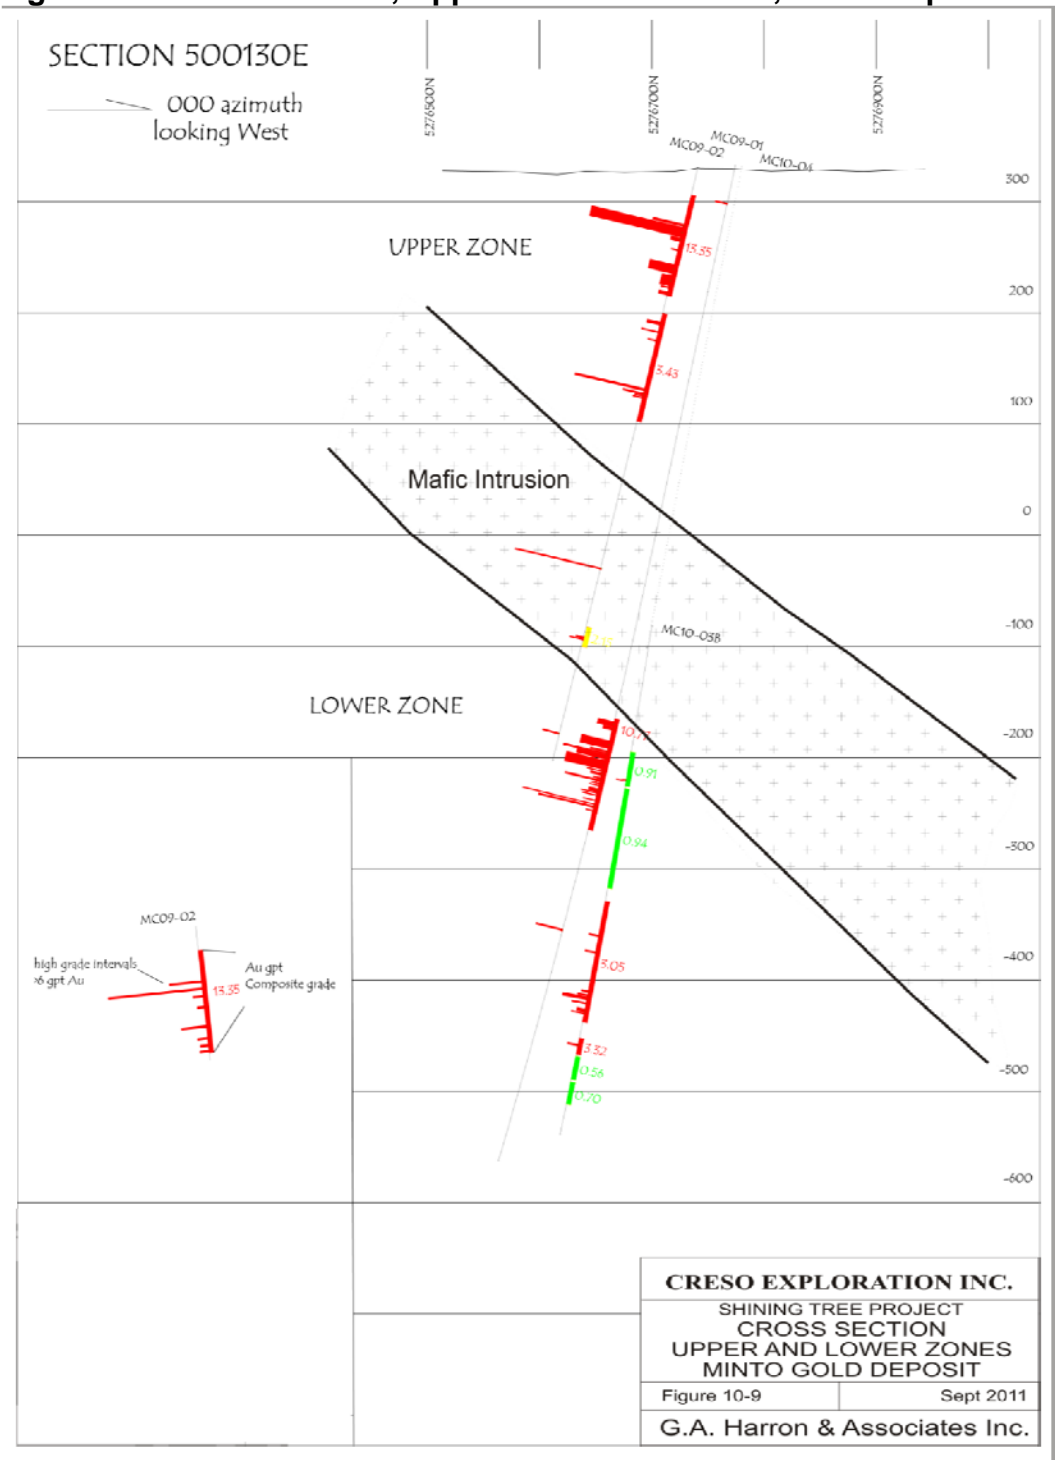 SECTION 500130E
000 azimuth
looking West
5276500N
5276700N
5276900N
MC09-02
MC09-01
MC10-04
300
UPPER ZONE
13.35
200
3.43
100
Mafic Intrusion
0
-100
MC10-03B
LOWER ZONE
10.77
-200
0.91
0.94
-300
MC09-02
high grade intervals
>6 gpt Au
13.35
Au gpt
Composite grade
3.05
-400
3.32
0.56
0.70
-500
-600
CRESO EXPLORATION INC.
SHINING TREE PROJECT
CROSS SECTION
UPPER AND LOWER ZONES
MINTO GOLD DEPOSIT
Figure 10-9
Sept 2011
G.A. Harron & Associates Inc.